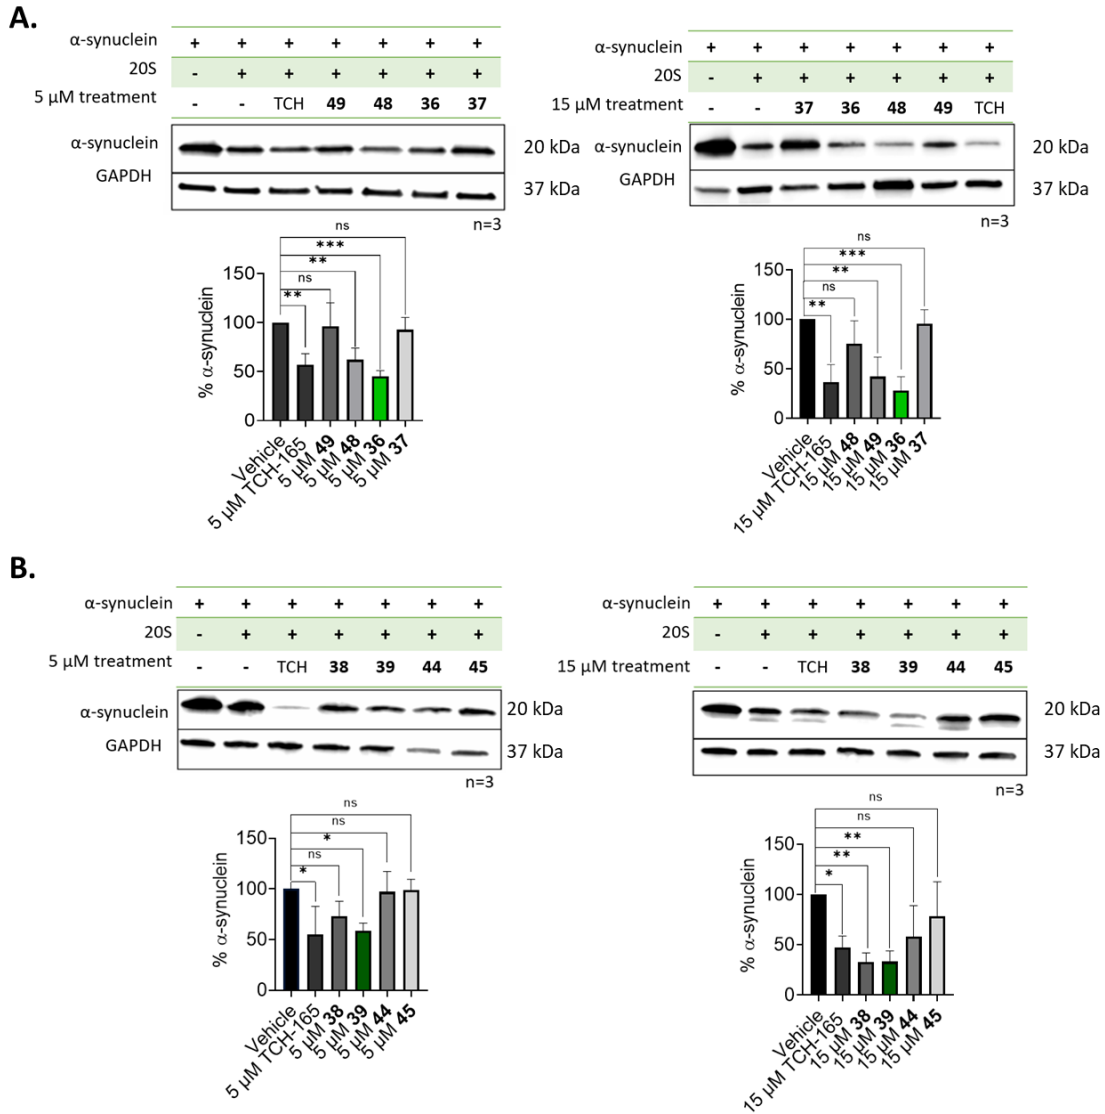 A.
α-synuclein + + + + + + +
20S - + + + + + +
5 µM treatment - - TCH 49 48 36 37
α-synuclein 20 kDa
GAPDH 37 kDa
n=3
ns
***
**
ns
**
% α-synuclein
150
100
50
0
Vehicle
5 µM TCH-165
5 µM 49
5 µM 48
5 µM 36
5 µM 37
α-synuclein + + + + + + +
20S - + + + + + +
15 µM treatment - - 37 36 48 49 TCH
α-synuclein 20 kDa
GAPDH 37 kDa
n=3
ns
***
**
ns
**
% α-synuclein
150
100
50
0
Vehicle
15 µM TCH-165
15 µM 48
15 µM 49
15 µM 36
15 µM 37
B.
α-synuclein + + + + + + +
20S - + + + + + +
5 µM treatment - - TCH 38 39 44 45
α-synuclein 20 kDa
GAPDH 37 kDa
n=3
ns
ns
*
ns
*
% α-synuclein
150
100
50
0
Vehicle
5 µM TCH-165
5 µM 38
5 µM 39
5 µM 44
5 µM 45
α-synuclein + + + + + + +
20S - + + + + + +
15 µM treatment - - TCH 38 39 44 45
20 kDa
37 kDa
n=3
ns
ns
**
**
*
% α-synuclein
150
100
50
0
Vehicle
15 µM TCH-165
15 µM 38
15 µM 39
15 µM 44
15 µM 45